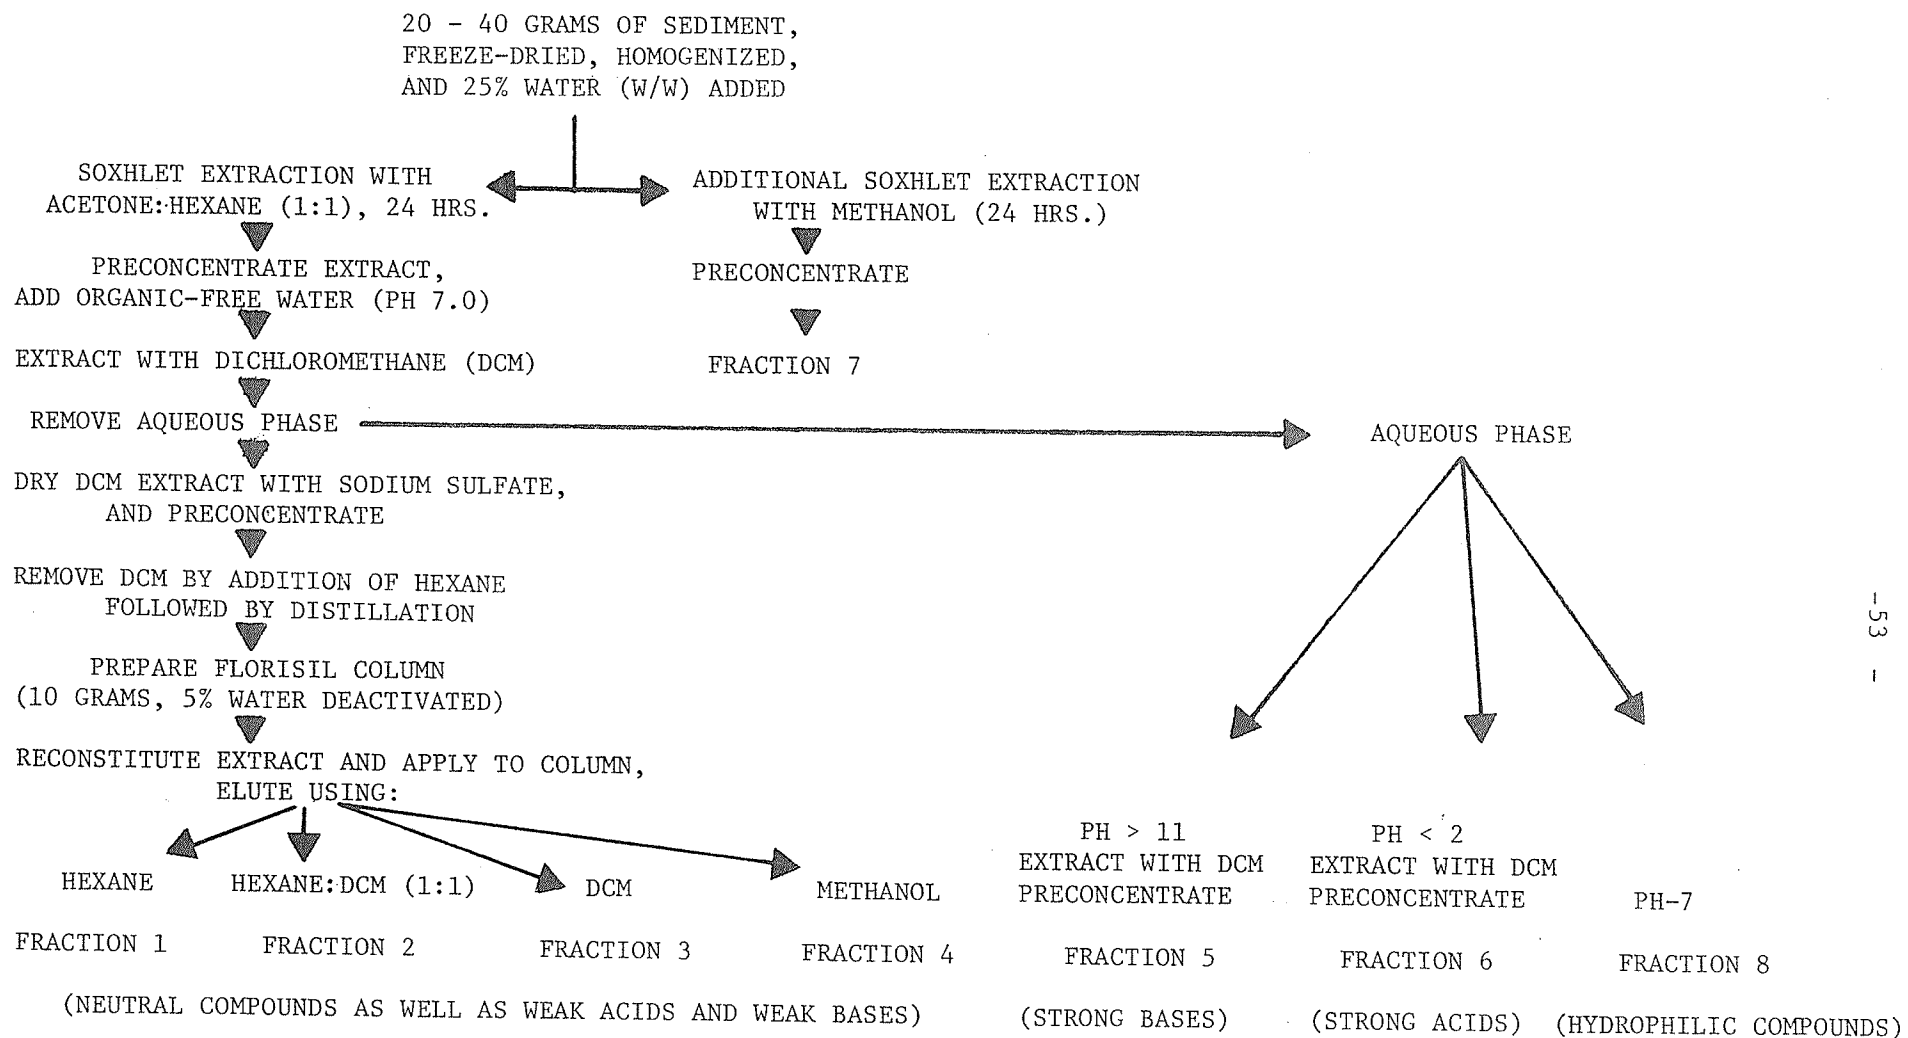 20 - 40 GRAMS OF SEDIMENT,
FREEZE-DRIED, HOMOGENIZED,
AND 25% WATER (W/W) ADDED
SOXHLET EXTRACTION WITH
ACETONE:HEXANE (1:1), 24 HRS.
ADDITIONAL SOXHLET EXTRACTION
WITH METHANOL (24 HRS.)
PRECONCENTRATE EXTRACT,
ADD ORGANIC-FREE WATER (PH 7.0)
PRECONCENTRATE
EXTRACT WITH DICHLOROMETHANE (DCM)
FRACTION 7
REMOVE AQUEOUS PHASE
AQUEOUS PHASE
DRY DCM EXTRACT WITH SODIUM SULFATE,
AND PRECONCENTRATE
REMOVE DCM BY ADDITION OF HEXANE
FOLLOWED BY DISTILLATION
PREPARE FLORISIL COLUMN
(10 GRAMS, 5% WATER DEACTIVATED)
RECONSTITUTE EXTRACT AND APPLY TO COLUMN,
ELUTE USING:
HEXANE
FRACTION 1
HEXANE:DCM (1:1)
FRACTION 2
DCM
FRACTION 3
METHANOL
FRACTION 4
(NEUTRAL COMPOUNDS AS WELL AS WEAK ACIDS AND WEAK BASES)
PH > 11
EXTRACT WITH DCM
PRECONCENTRATE
FRACTION 5
(STRONG BASES)
PH < 2
EXTRACT WITH DCM
PRECONCENTRATE
FRACTION 6
(STRONG ACIDS)
PH-7
FRACTION 8
(HYDROPHILIC COMPOUNDS)
-53 -